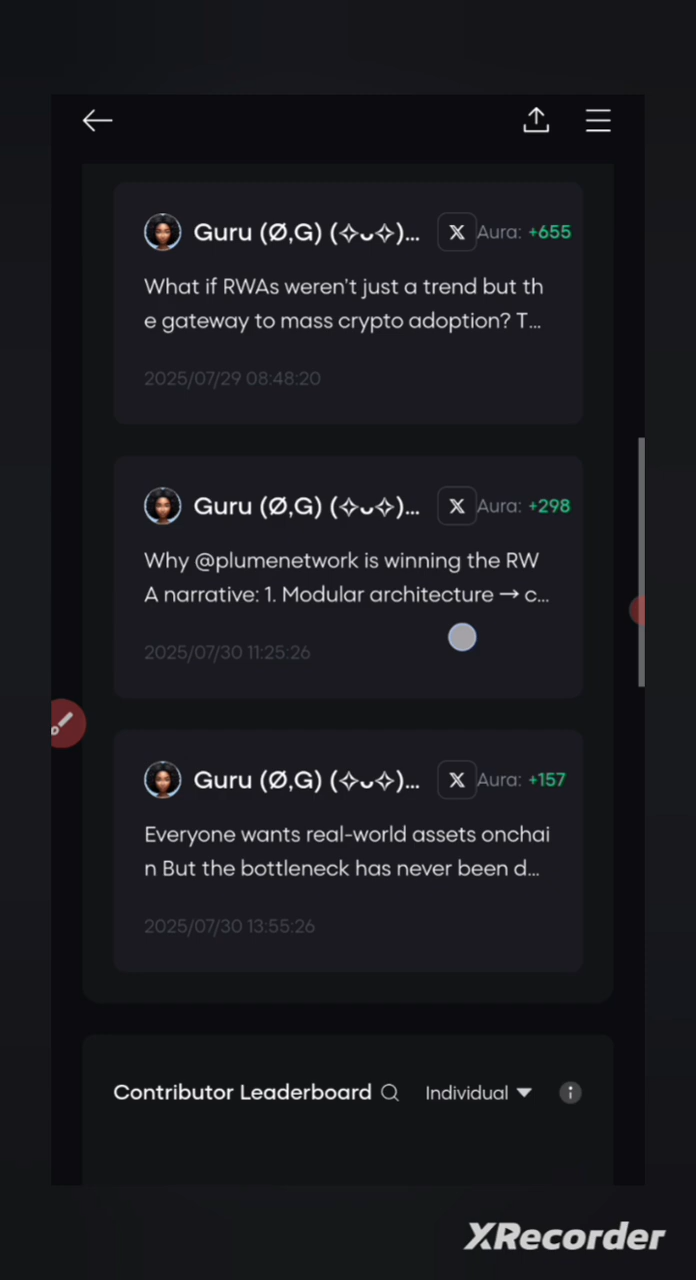 Guru (Ø,G) (✧ᴗ✧)... X Aura: +655
What if RWAs weren't just a trend but th
e gateway to mass crypto adoption? T...
2025/07/29 08:48:20
Guru (Ø,G) (✧ᴗ✧)... X Aura: +298
Why @plumenetwork is winning the RW
A narrative: 1. Modular architecture → c...
2025/07/30 11:25:26
Guru (Ø,G) (✧ᴗ✧)... X Aura: +157
Everyone wants real-world assets onchai
n But the bottleneck has never been d...
2025/07/30 13:55:26
Contributor Leaderboard Individual
XRecorder